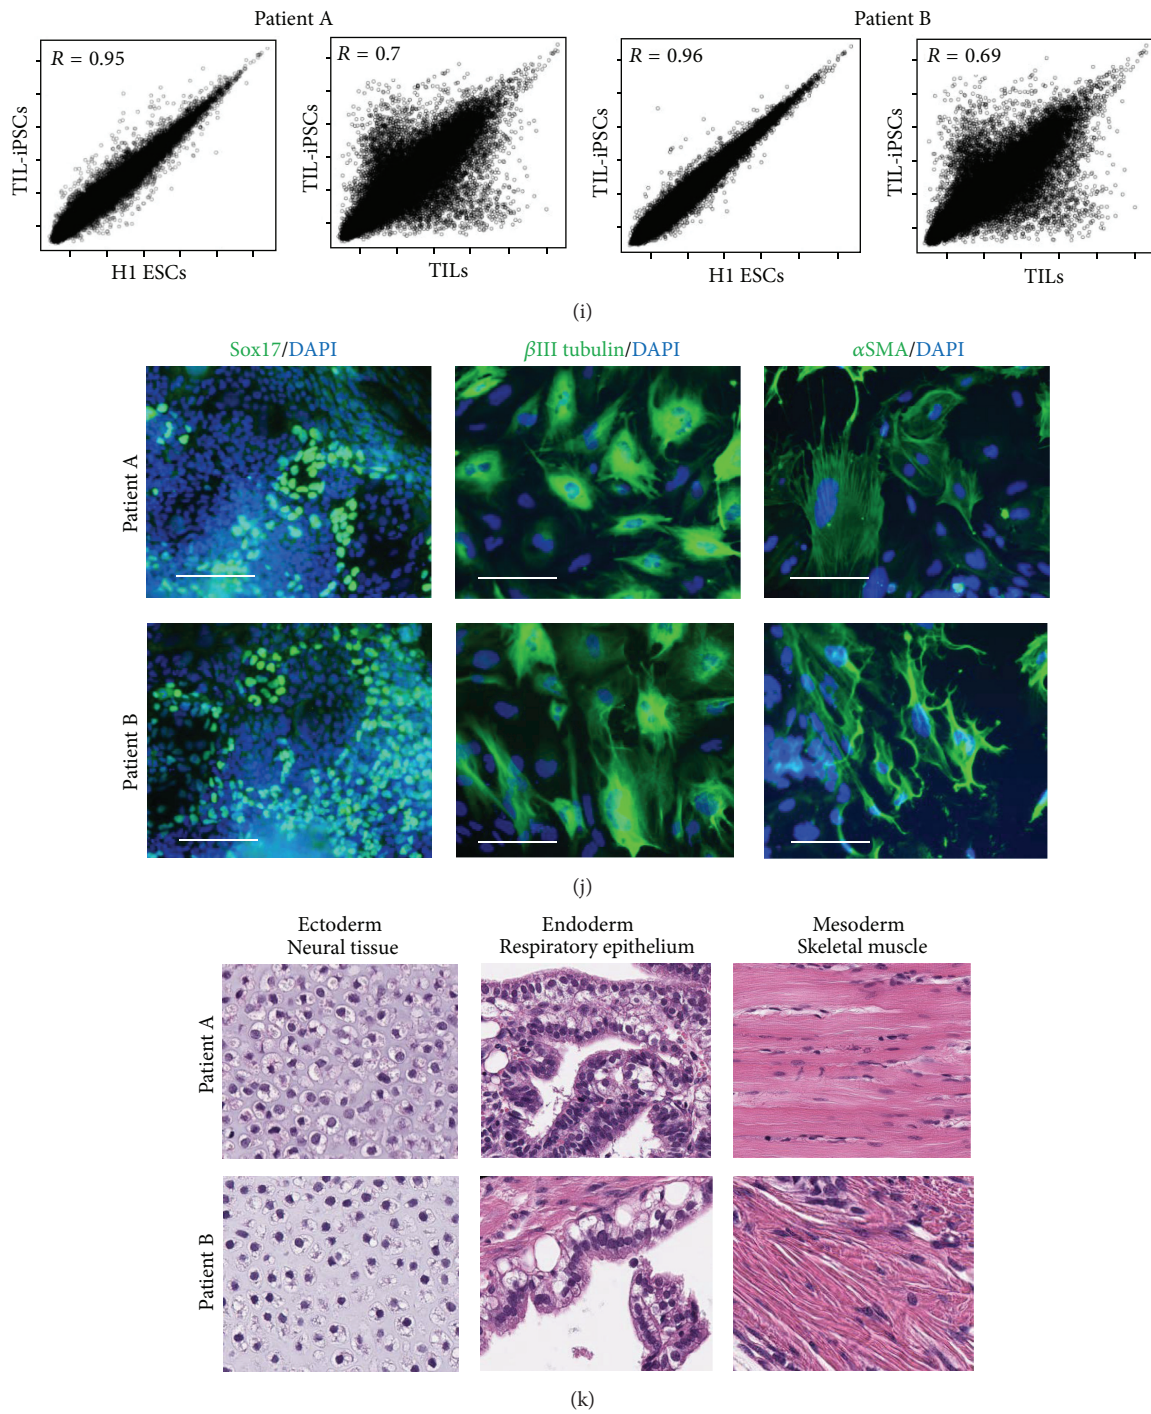 Patient A
Patient B
R = 0.95
R = 0.7
R = 0.96
R = 0.69
TIL-iPSCs
TIL-iPSCs
TIL-iPSCs
TIL-iPSCs
H1 ESCs
TILs
H1 ESCs
TILs
(i)
Sox17/DAPI
βIII tubulin/DAPI
αSMA/DAPI
Patient A
Patient B
(j)
Ectoderm
Neural tissue
Endoderm
Respiratory epithelium
Mesoderm
Skeletal muscle
Patient A
Patient B
(k)